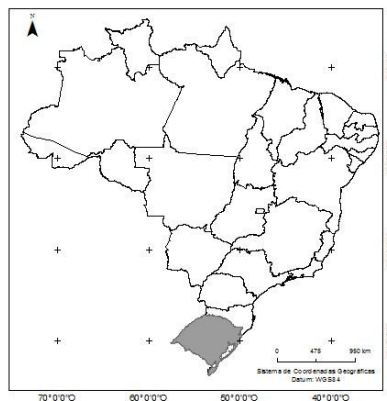 N
0 475 950 km
Sistema de Coordenadas Geográficas
Datum: WGS84
70°0'0"O 60°0'0"O 50°0'0"O 40°0'0"O